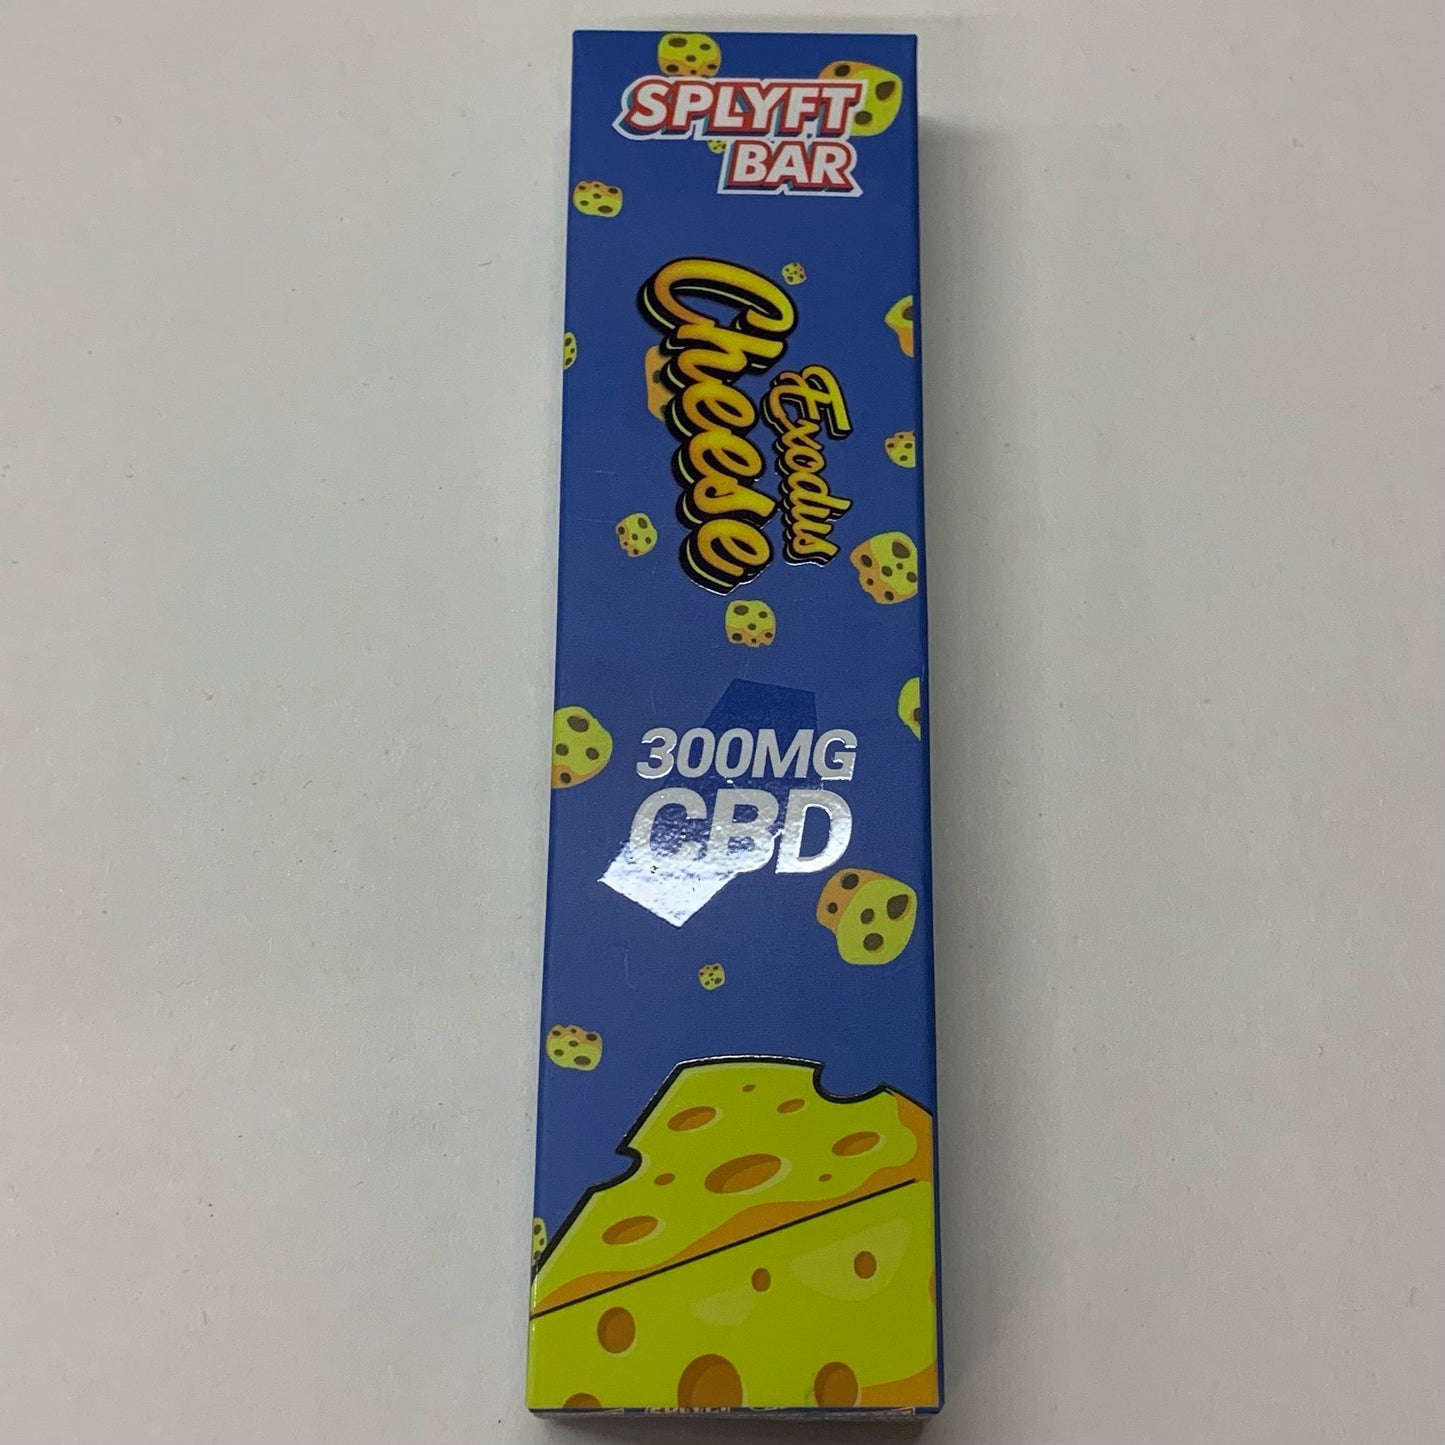 SPLYFT
BAR
Exodus
Cheese
300MG
CBD